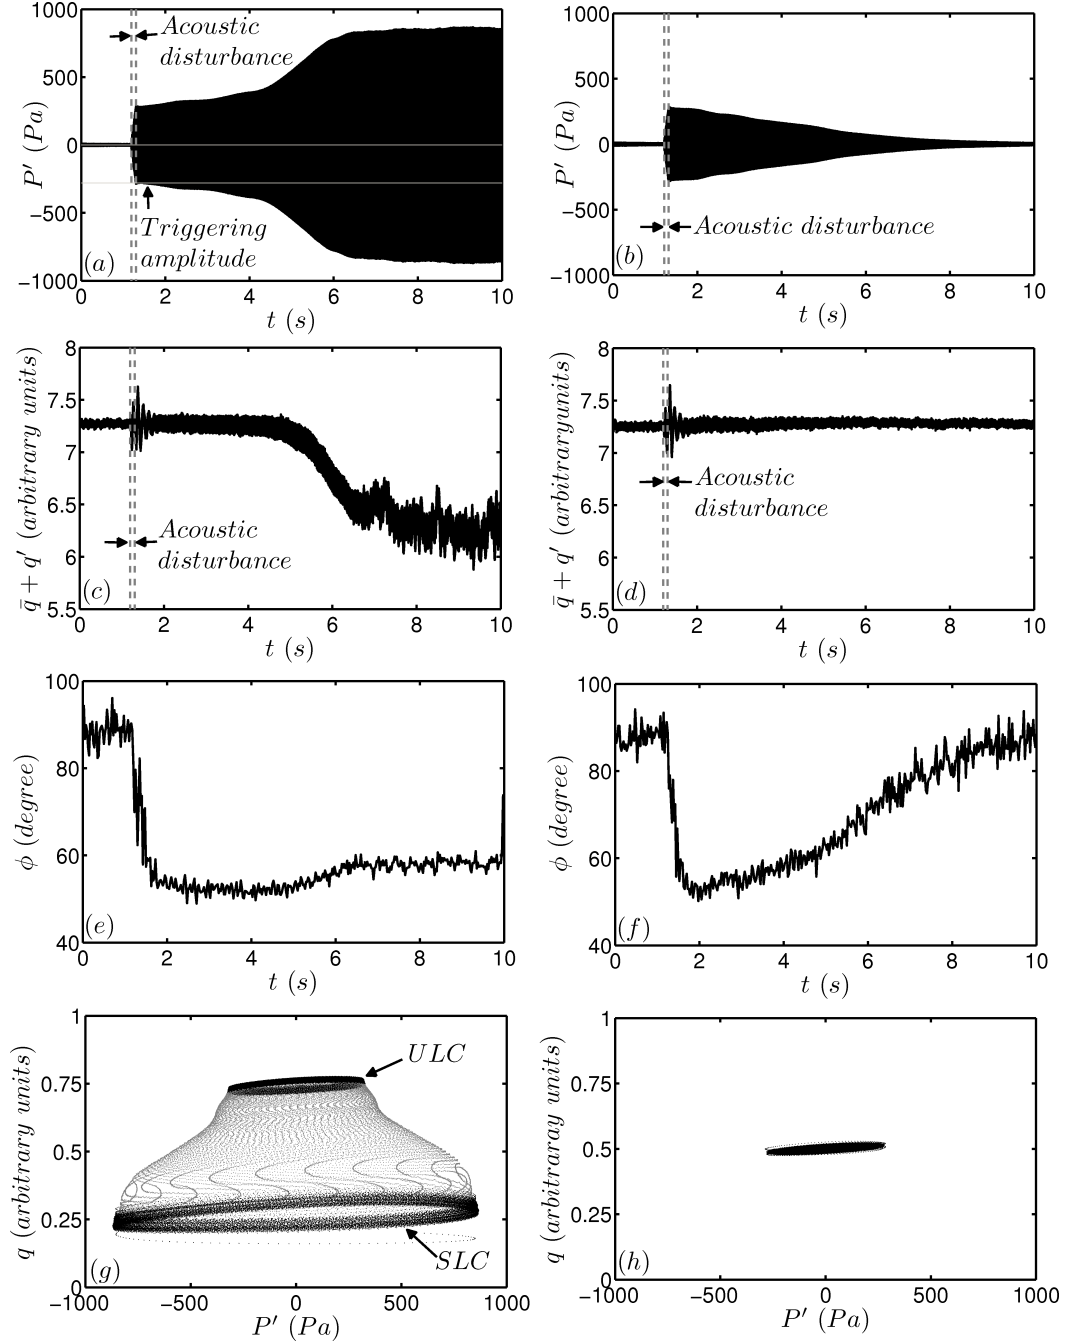 1000
500
0
−500
−1000
P′ (Pa)
Acoustic
disturbance
Triggering
amplitude
(a)
0 2 4 6 8 10
t (s)
1000
500
0
−500
−1000
P′ (Pa)
Acoustic disturbance
(b)
0 2 4 6 8 10
t (s)
8
7.5
7
6.5
6
5.5
q̄ + q′ (arbitrary units)
Acoustic
disturbance
(c)
0 2 4 6 8 10
t (s)
8
7.5
7
6.5
6
5.5
q̄ + q′ (arbitraryunits)
Acoustic
disturbance
(d)
0 2 4 6 8 10
t (s)
100
80
60
40
ϕ (degree)
(e)
0 2 4 6 8 10
t (s)
100
80
60
40
ϕ (degree)
(f)
0 2 4 6 8 10
t (s)
1
0.75
0.5
0.25
0
q (arbitrary units)
ULC
SLC
(g)
−1000 −500 0 500 1000
P′ (Pa)
1
0.75
0.5
0.25
0
q (arbitraray units)
(h)
−1000 −500 0 500 1000
P′ (Pa)